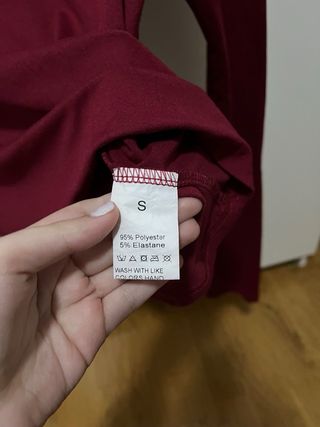 S
95% Polyester
5% Elastane
WASH WITH LIKE
COLORS HAND